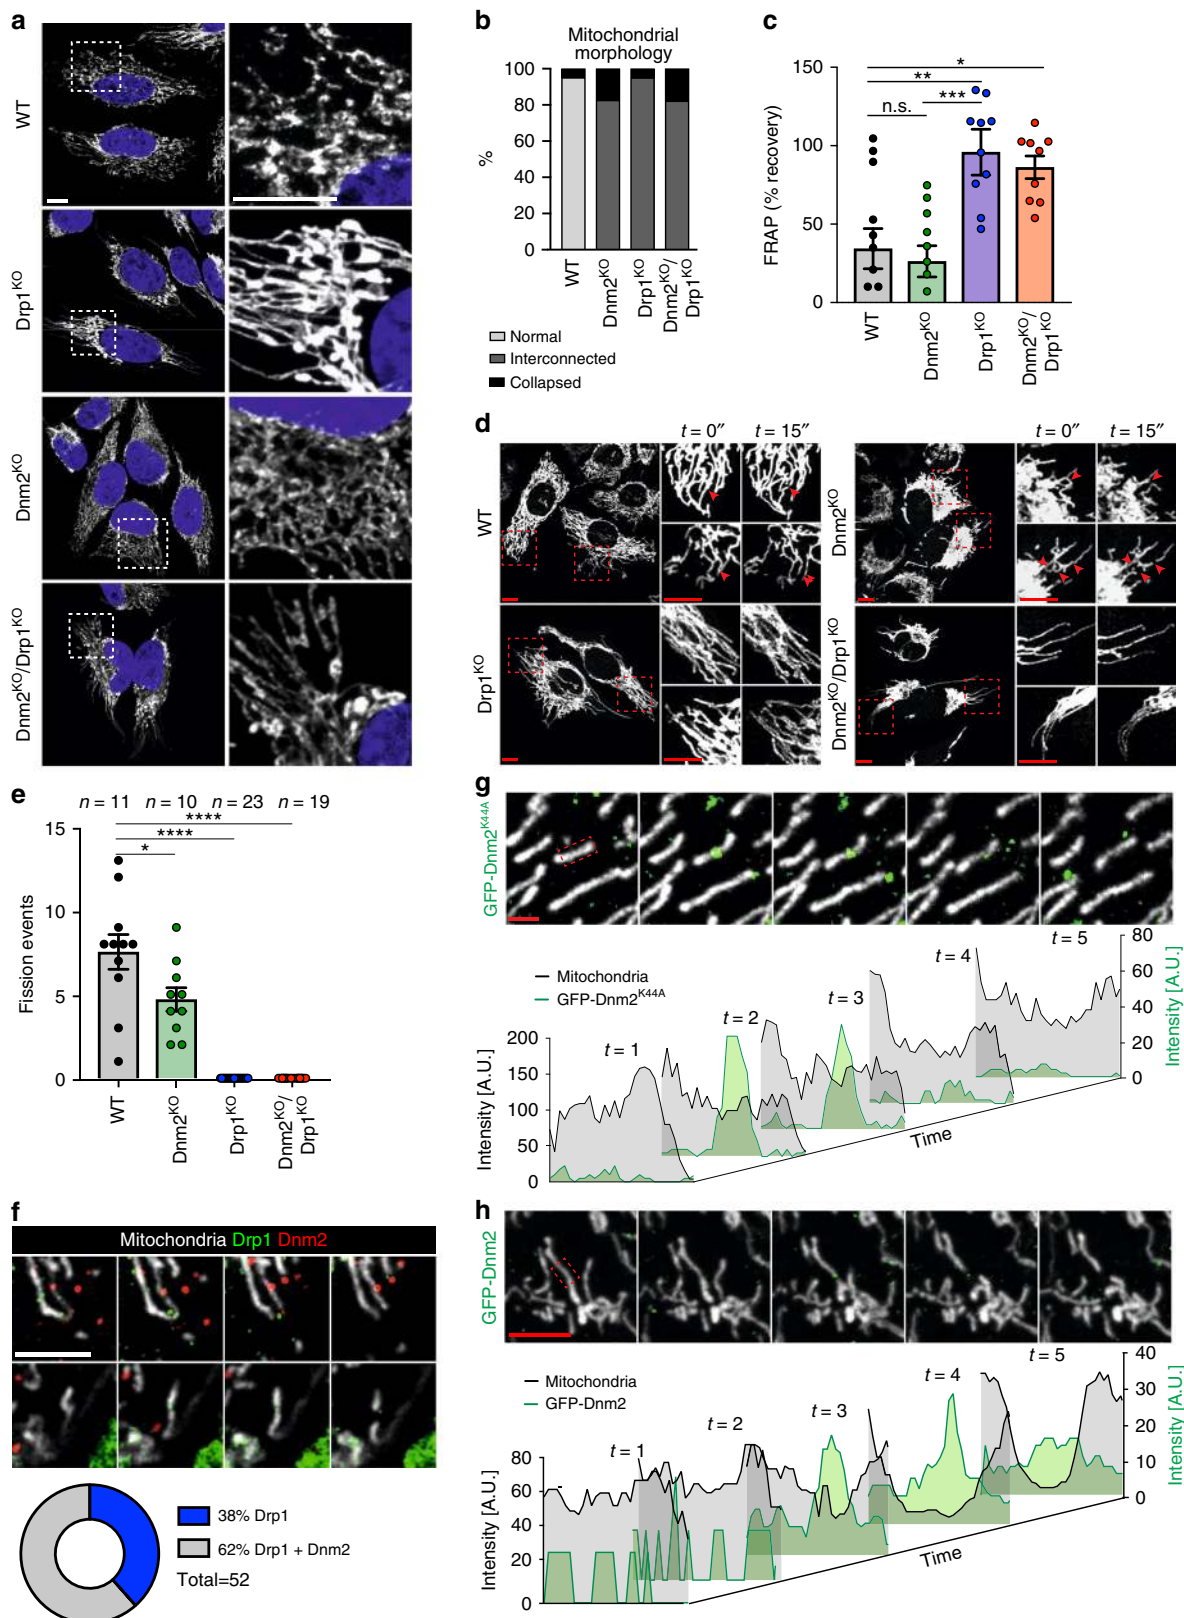 a
WT
Drp1KO
Dnm2KO
Dnm2KO/Drp1KO
b
Mitochondrial
morphology
100
80
60
40
20
0
%
WT
Dnm2KO
Drp1KO
Dnm2KO/
Drp1KO
Normal
Interconnected
Collapsed
c
150
100
50
0
FRAP (% recovery)
*
**
***
n.s.
WT
Dnm2KO
Drp1KO
Dnm2KO/
Drp1KO
d
t = 0″ t = 15″ t = 0″ t = 15″
WT
Dnm2KO
Drp1KO
Dnm2KO/Drp1KO
e
n = 11 n = 10 n = 23 n = 19
****
****
*
15
10
5
0
Fission events
WT
Dnm2KO
Drp1KO
Dnm2KO/
Drp1KO
f
Mitochondria Drp1 Dnm2
38% Drp1
62% Drp1 + Dnm2
Total=52
g
GFP-Dnm2K44A
Mitochondria
GFP-Dnm2K44A
t = 1
t = 2
t = 3
t = 4
t = 5
200
150
100
50
0
Intensity [A.U.]
80
60
40
20
0
Intensity [A.U.]
Time
h
GFP-Dnm2
Mitochondria
GFP-Dnm2
t = 1
t = 2
t = 3
t = 4
t = 5
80
60
40
20
0
Intensity [A.U.]
40
30
20
10
0
Intensity [A.U.]
Time